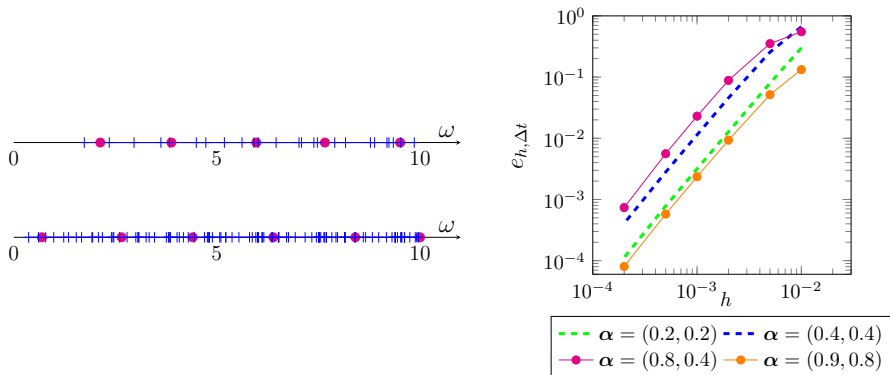 ω
0 5 10
ω
0 5 10
10⁰
10⁻¹
10⁻²
10⁻³
10⁻⁴
e_{h,Δt}
10⁻⁴ 10⁻³ 10⁻²
h
α = (0.2, 0.2) α = (0.4, 0.4)
α = (0.8, 0.4) α = (0.9, 0.8)